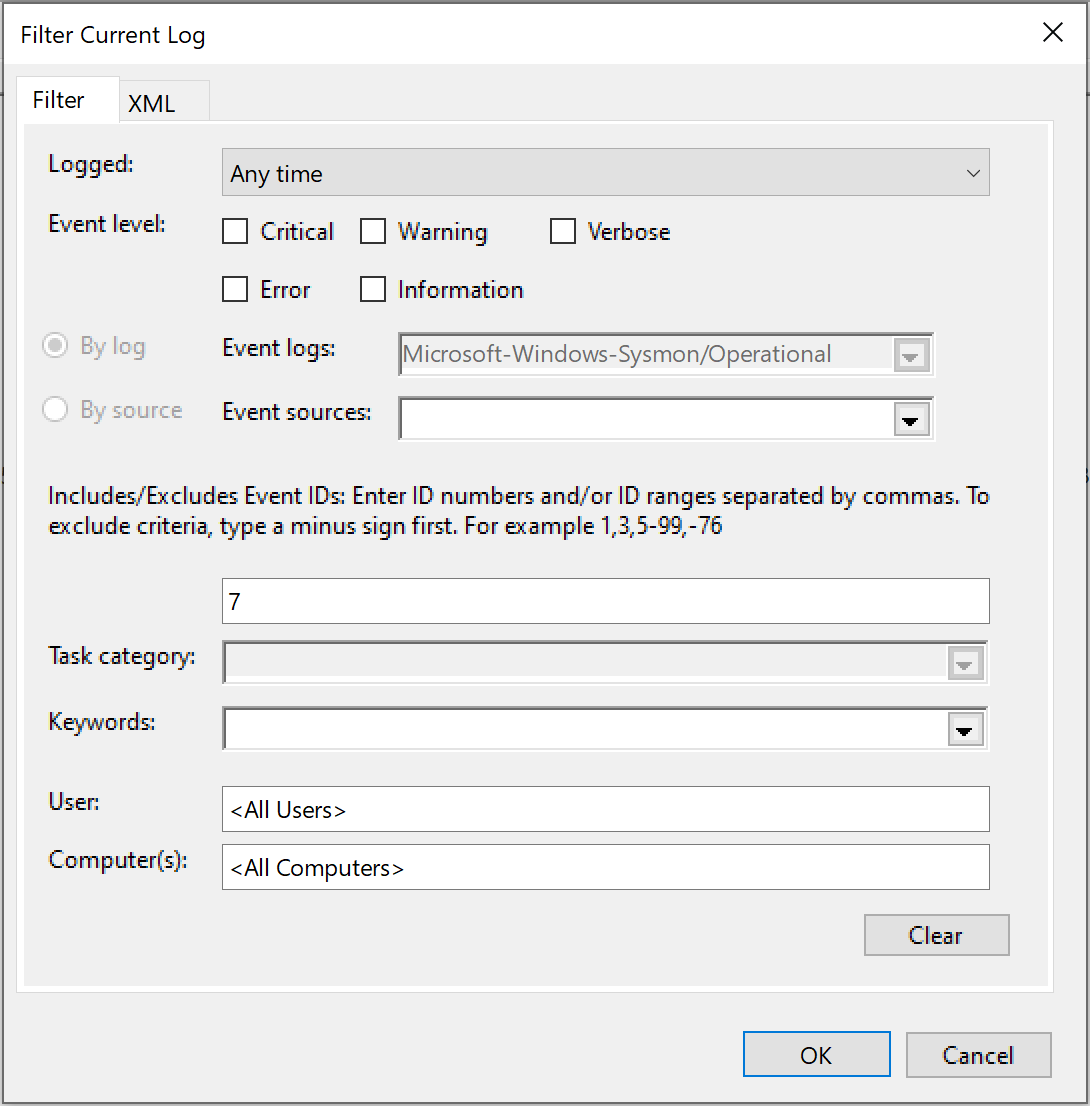 Filter Current Log
Filter XML
Logged: Any time
Event level: Critical Warning Verbose
Error Information
By log Event logs: Microsoft-Windows-Sysmon/Operational
By source Event sources:
Includes/Excludes Event IDs: Enter ID numbers and/or ID ranges separated by commas. To
exclude criteria, type a minus sign first. For example 1,3,5-99,-76
7
Task category:
Keywords:
User: <All Users>
Computer(s): <All Computers>
Clear
OK Cancel